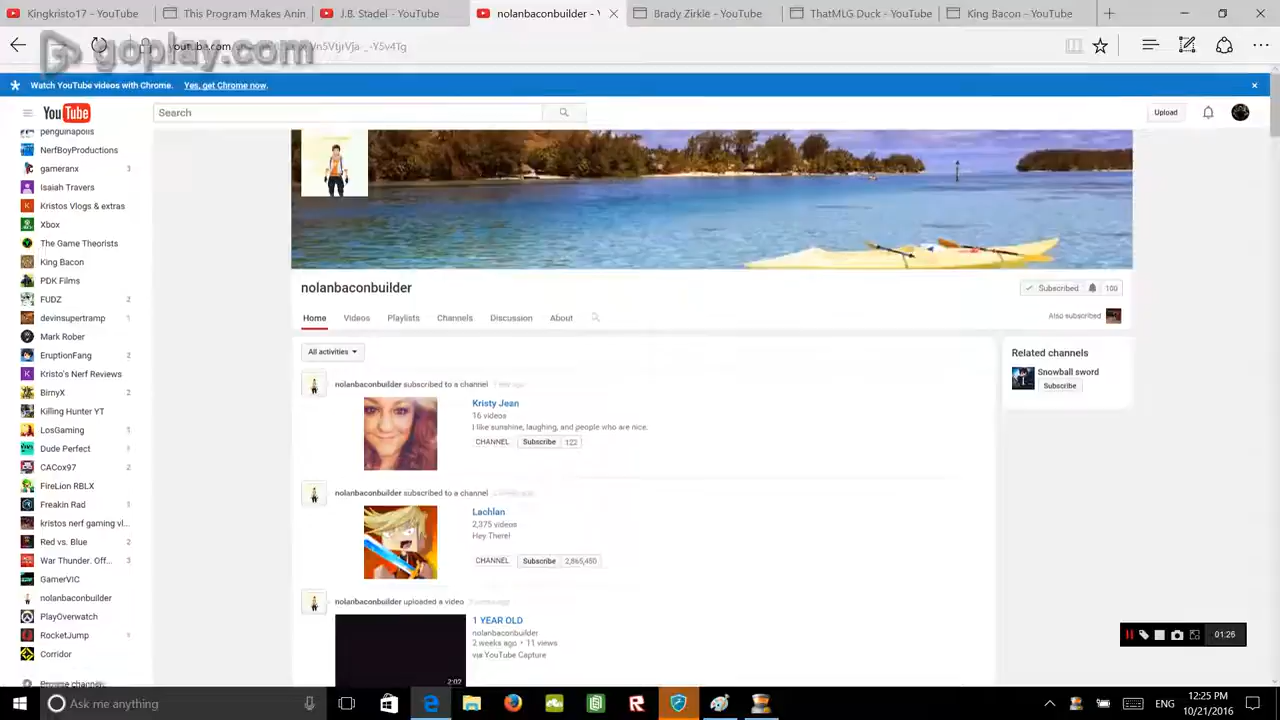 Kingston Makes
J.B. Sentell - YouTube
nolanbaconbuilder -
Brady Zirkle - YouTube
ThatMLG Duck - YouTube
King Bacon - YouTube
goplay.com
youtube.com
Watch YouTube videos with Chrome. Yes, get Chrome now.
YouTube
Search
Upload
penguinapolis
NerfBoyProductions
gameranx 3
Isaiah Travers
Kristos Vlogs & extras
Xbox
The Game Theorists
King Bacon
PDK Films
FUDZ 2
devinsupertramp 1
Mark Rober
EruptionFang 2
Kristo's Nerf Reviews
BirnyX 2
Killing Hunter YT
LosGaming 1
Dude Perfect 1
CACox97 2
FireLion RBLX
Freakin Rad 1
kristos nerf gaming vl...
Red vs. Blue 2
War Thunder. Off... 3
GamerVIC
nolanbaconbuilder
PlayOverwatch
RocketJump
Corridor
Browse channels
nolanbaconbuilder
Subscribed 100
Home Videos Playlists Channels Discussion About
Also subscribed
All activities
nolanbaconbuilder subscribed to a channel
Kristy Jean
16 videos
I like sunshine, laughing, and people who are nice.
CHANNEL Subscribe 122
nolanbaconbuilder subscribed to a channel
Lachlan
2,375 videos
Hey There!
CHANNEL Subscribe 2,865,450
nolanbaconbuilder uploaded a video
1 YEAR OLD
nolanbaconbuilder
2 weeks ago • 11 views
via YouTube Capture
2:02
Related channels
Snowball sword
Subscribe
01:26
Ask me anything
ENG
12:25 PM
10/21/2016